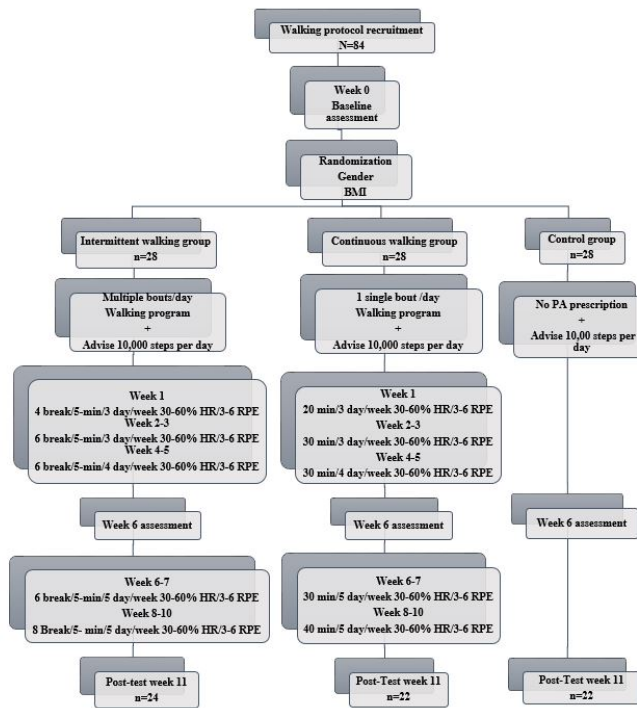 Walking protocol recruitment
N=84
Week 0
Baseline
assessment
Randomization
Gender
BMI
Intermittent walking group
n=28
Continuous walking group
n=28
Control group
n=28
Multiple bouts/day
Walking program
+
Advise 10,000 steps per day
1 single bout /day
Walking program
+
Advise 10,000 steps per day
No PA prescription
+
Advise 10,00 steps per
day
Week 1
4 break/5-min/3 day/week 30-60% HR/3-6 RPE
Week 2-3
6 break/5-min/3 day/week 30-60% HR/3-6 RPE
Week 4-5
6 break/5-min/4 day/week 30-60% HR/3-6 RPE
Week 1
20 min/3 day/week 30-60% HR/3-6 RPE
Week 2-3
30 min/3 day/week 30-60% HR/3-6 RPE
Week 4-5
30 min/4 day/week 30-60% HR/3-6 RPE
Week 6 assessment
Week 6 assessment
Week 6 assessment
Week 6-7
6 break/5-min/5 day/week 30-60% HR/3-6 RPE
Week 8-10
8 Break/5- min/5 day/week 30-60% HR/3-6 RPE
Week 6-7
30 min/5 day/week 30-60% HR/3-6 RPE
Week 8-10
40 min/5 day/week 30-60% HR/3-6 RPE
Post-test week 11
n=24
Post-Test week 11
n=22
Post-Test week 11
n=22